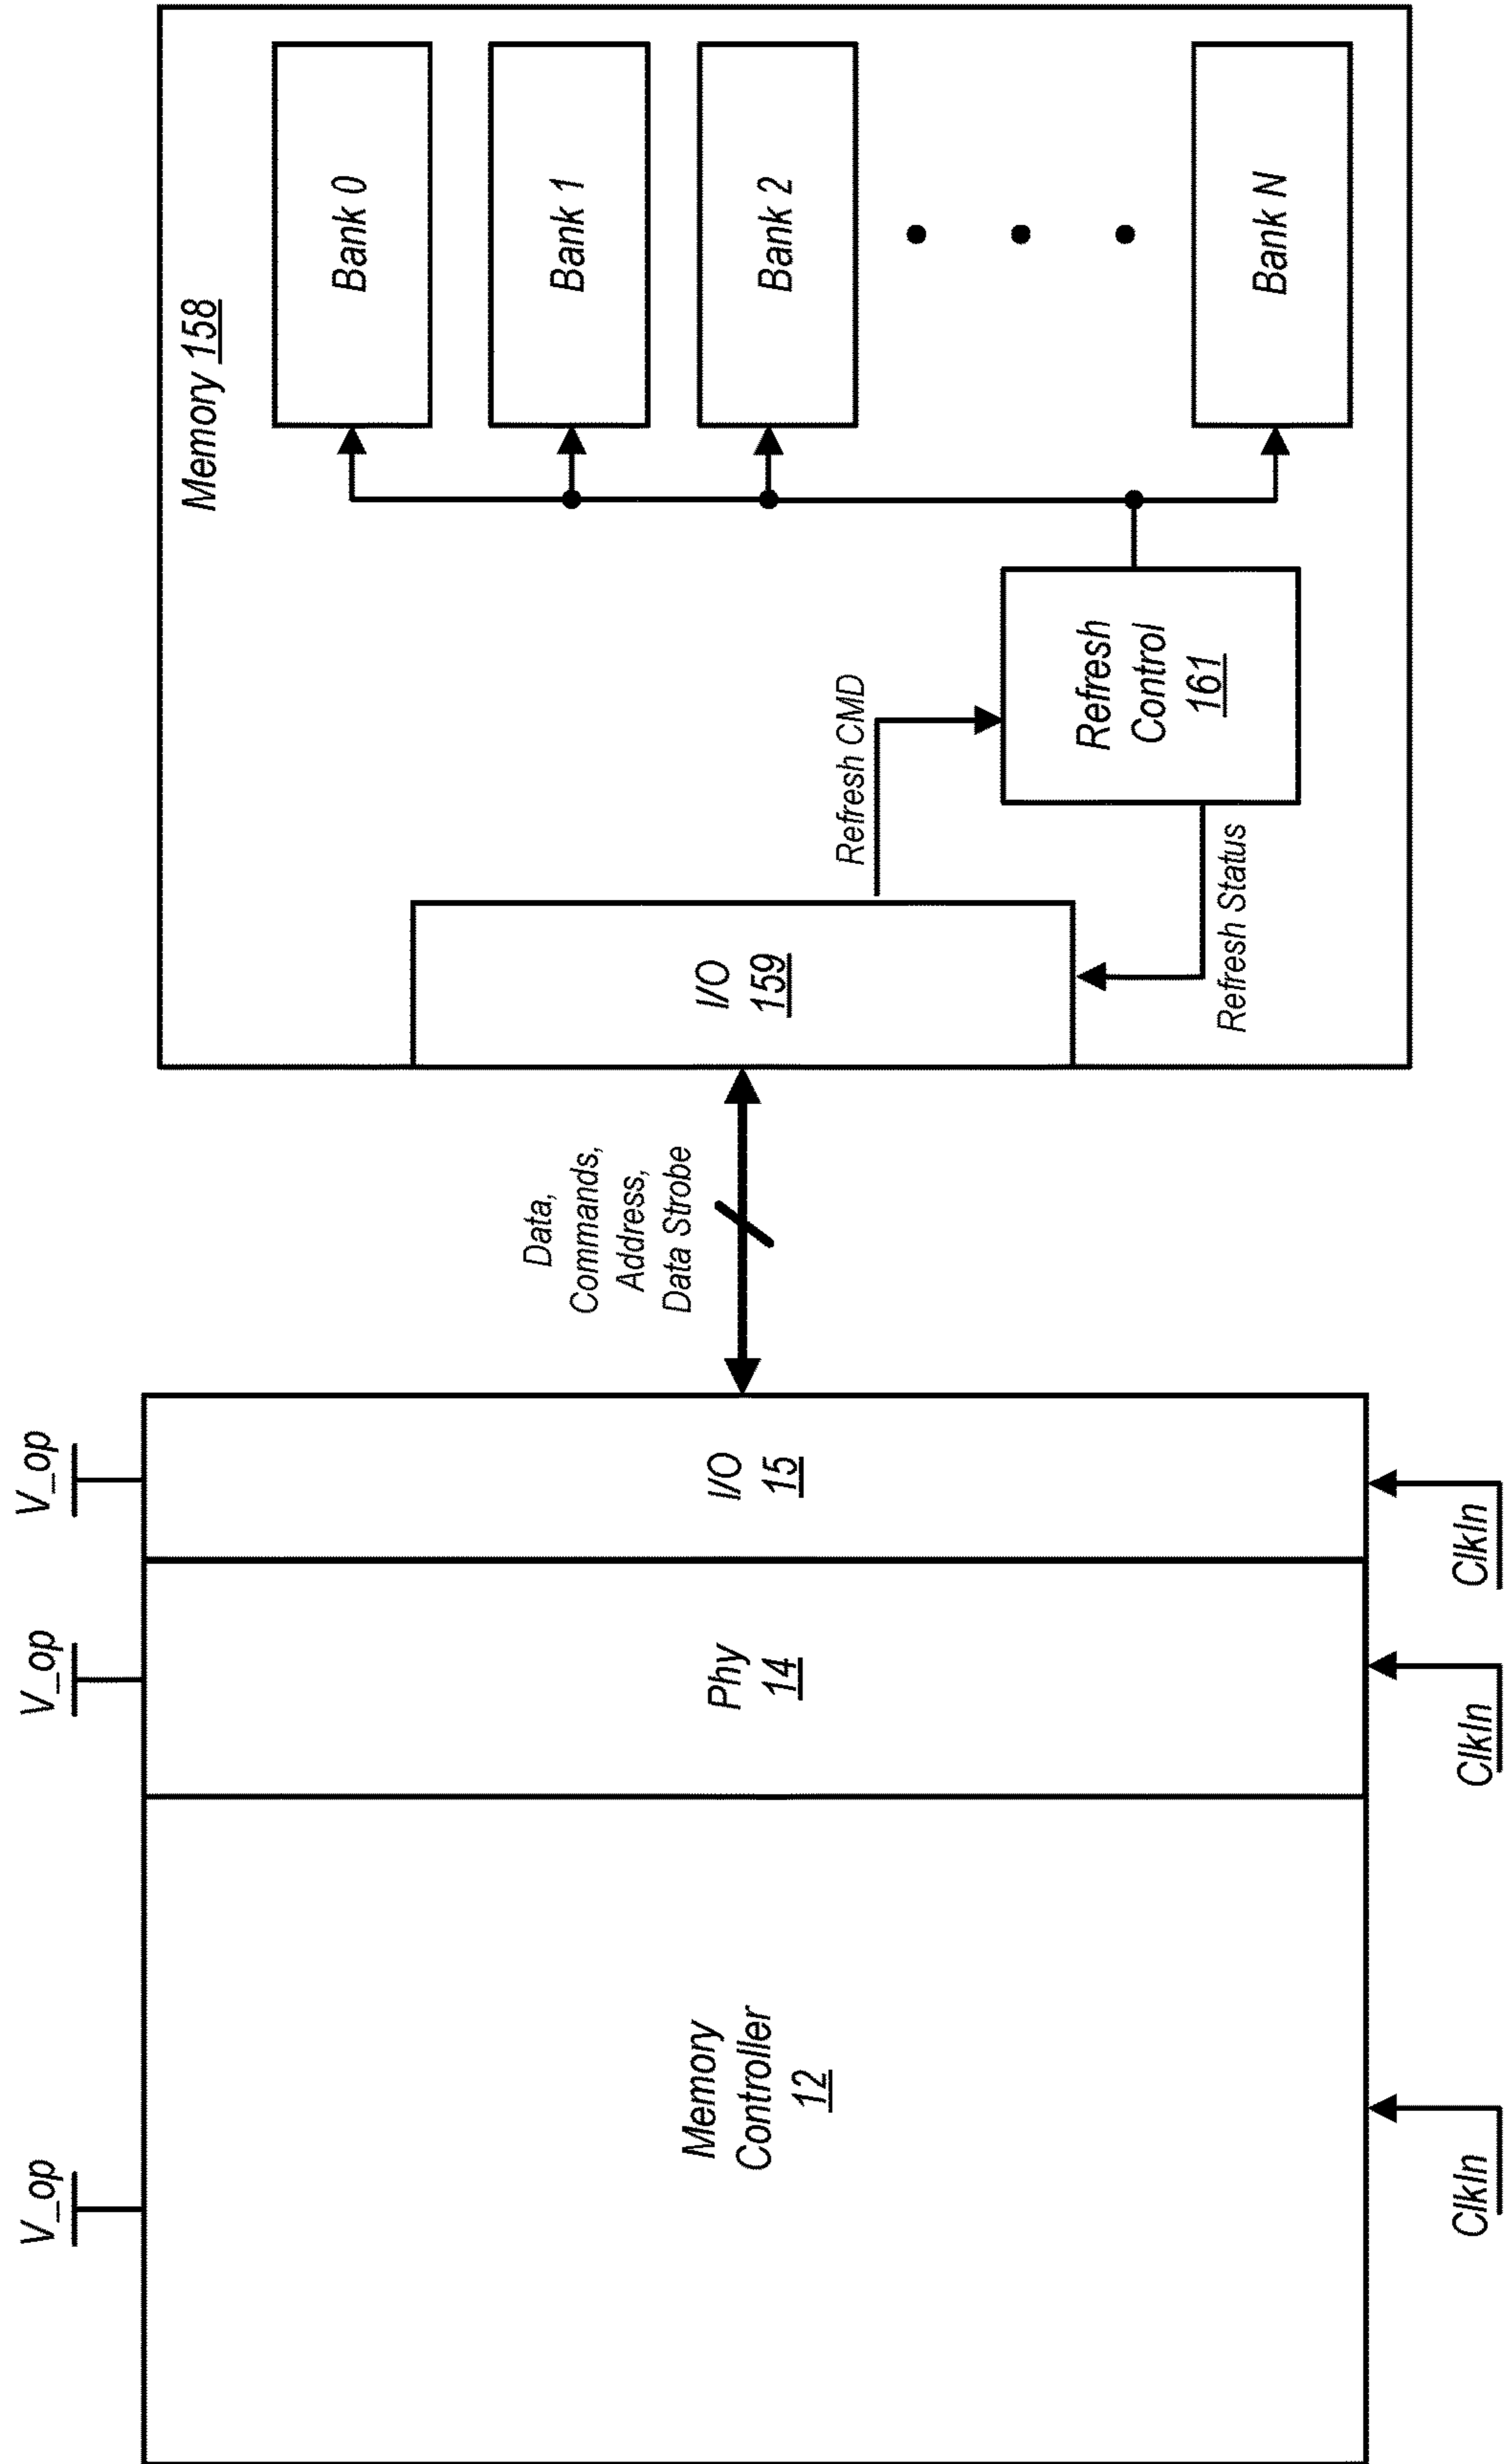 V_op
V_op
V_op
Memory
Controller
12
Phy
14
I/O
15
ClkIn
ClkIn
ClkIn
Data,
Commands,
Address,
Data Strobe
Memory 158
I/O
159
Refresh CMD
Refresh Status
Refresh
Control
161
Bank 0
Bank 1
Bank 2
Bank N